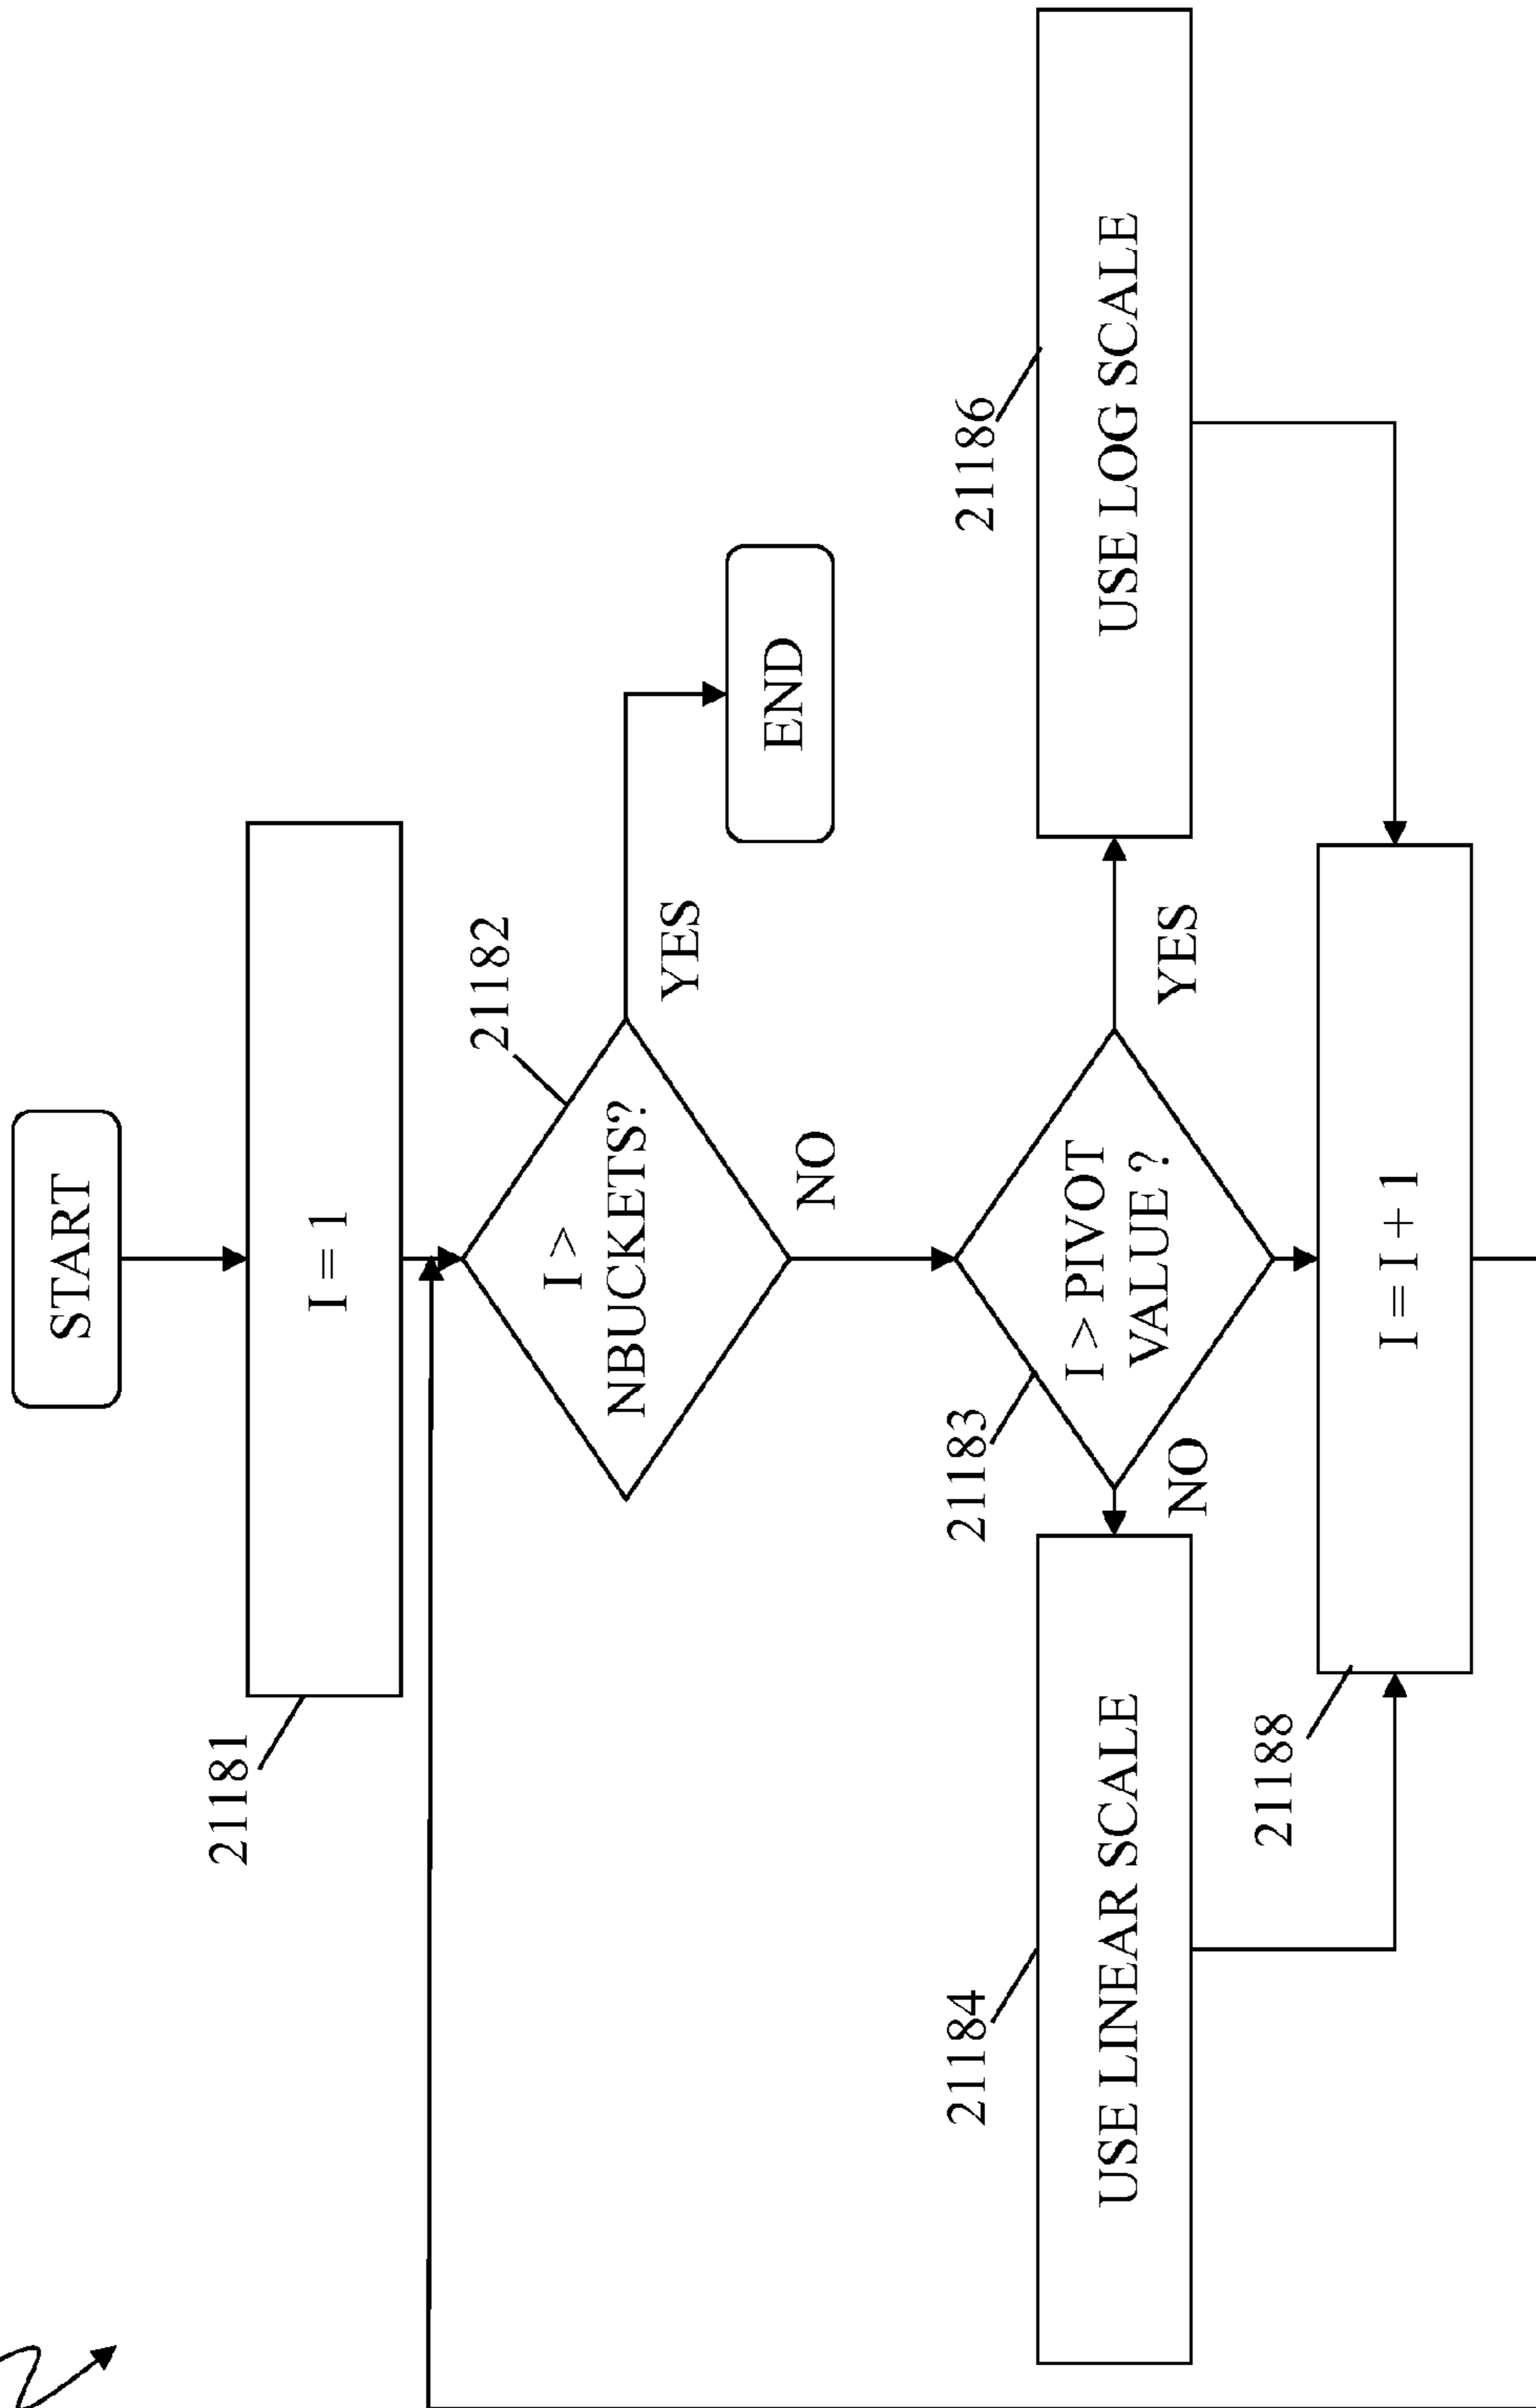 START
21181
I = 1
21182
I >
NBUCKETS?
YES
END
NO
21183
I > PIVOT
VALUE ?
NO
YES
21184
USE LINEAR SCALE
21186
USE LOG SCALE
21188
I = I + 1